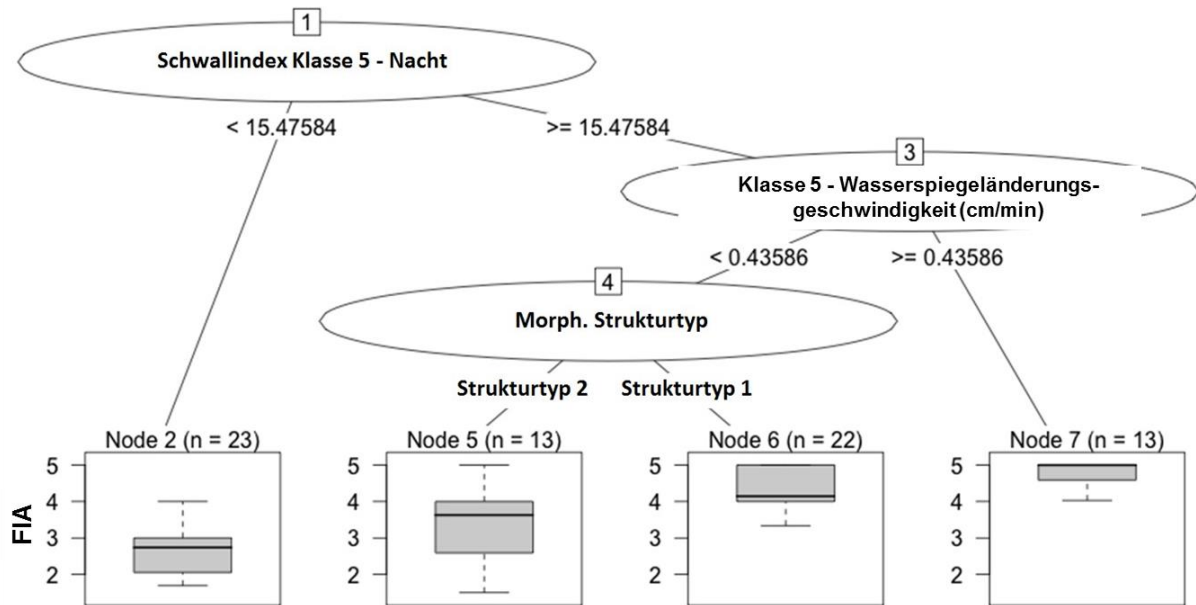 1
Schwallindex Klasse 5 - Nacht
< 15.47584
>= 15.47584
3
Klasse 5 - Wasserspiegeländerungs-
geschwindigkeit (cm/min)
< 0.43586
>= 0.43586
4
Morph. Strukturtyp
Strukturtyp 2
Strukturtyp 1
Node 2 (n = 23)
Node 5 (n = 13)
Node 6 (n = 22)
Node 7 (n = 13)
FIA
5
4
3
2
5
4
3
2
5
4
3
2
5
4
3
2